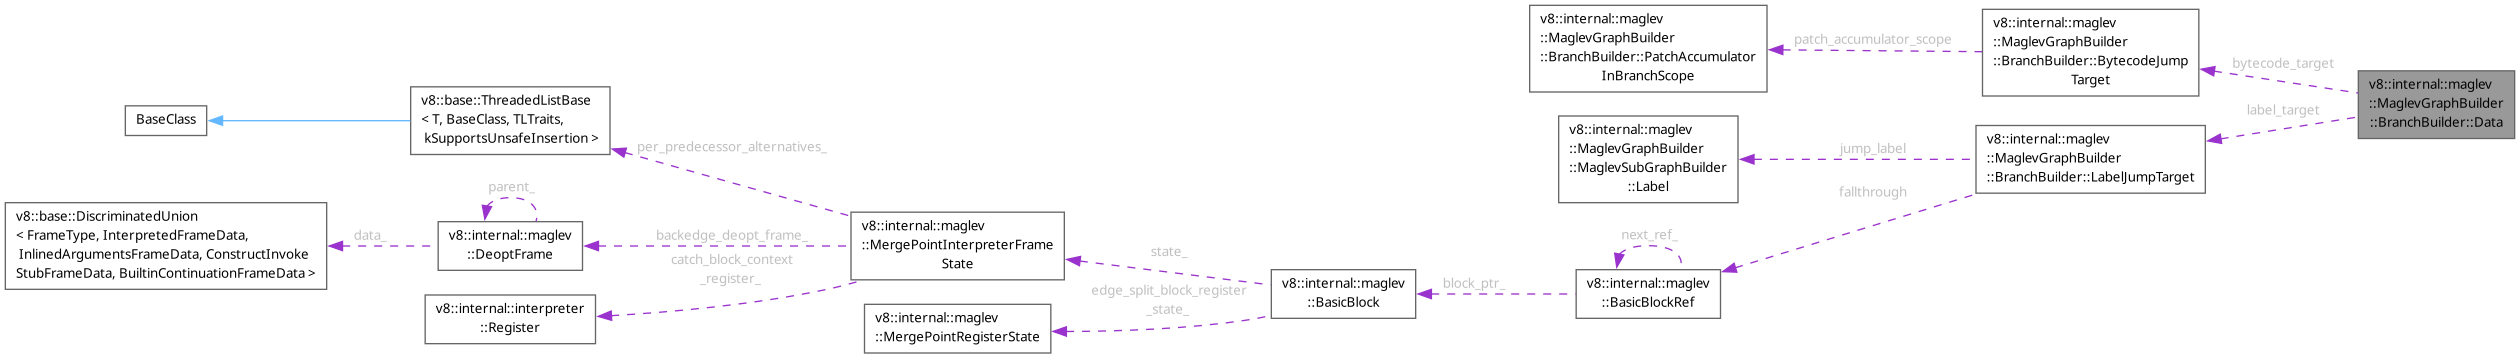 BaseClass
v8::base::ThreadedListBase
< T, BaseClass, TLTraits,
kSupportsUnsafeInsertion >
v8::base::DiscriminatedUnion
< FrameType, InterpretedFrameData,
InlinedArgumentsFrameData, ConstructInvoke
StubFrameData, BuiltinContinuationFrameData >
data_
parent_
v8::internal::maglev
::DeoptFrame
v8::internal::interpreter
::Register
per_predecessor_alternatives_
backedge_deopt_frame_
catch_block_context
_register_
v8::internal::maglev
::MergePointInterpreterFrame
State
v8::internal::maglev
::MergePointRegisterState
state_
edge_split_block_register
_state_
v8::internal::maglev
::BasicBlock
block_ptr_
v8::internal::maglev
::MaglevGraphBuilder
::BranchBuilder::PatchAccumulator
InBranchScope
v8::internal::maglev
::MaglevGraphBuilder
::MaglevSubGraphBuilder
::Label
next_ref_
v8::internal::maglev
::BasicBlockRef
patch_accumulator_scope
jump_label
fallthrough
v8::internal::maglev
::MaglevGraphBuilder
::BranchBuilder::BytecodeJump
Target
v8::internal::maglev
::MaglevGraphBuilder
::BranchBuilder::LabelJumpTarget
bytecode_target
label_target
v8::internal::maglev
::MaglevGraphBuilder
::BranchBuilder::Data